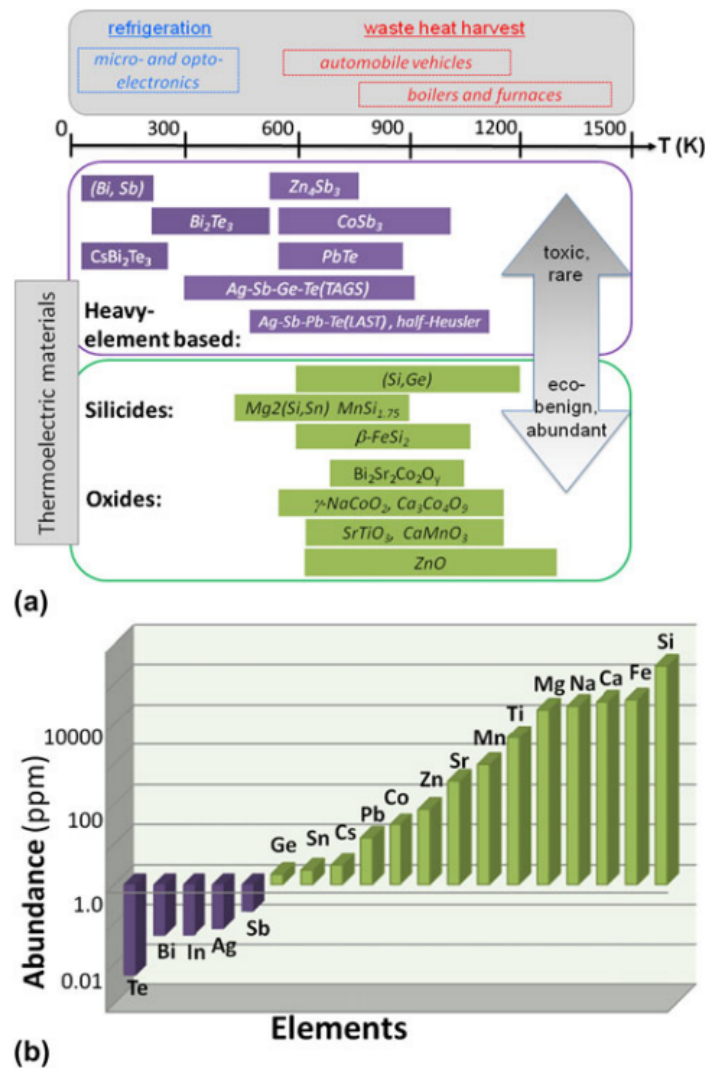 (a)
refrigeration
waste heat harvest
micro- and opto-
electronics
automobile vehicles
boilers and furnaces
0 300 600 900 1200 1500 T (K)
(Bi, Sb)
Zn₄Sb₃
Bi₂Te₃
CoSb₃
CsBi₂Te₃
PbTe
toxic,
rare
Ag-Sb-Ge-Te(TAGS)
Heavy-
element based:
Ag-Sb-Pb-Te(LAST) , half-Heusler
Thermoelectric materials
(Si,Ge)
eco-
benign,
abundant
Silicides:
Mg2(Si,Sn) MnSi₁.₇₅
β-FeSi₂
Bi₂Sr₂Co₂Oᵧ
Oxides:
γ-NaCoO₂, Ca₃Co₄O₉
SrTiO₃, CaMnO₃
ZnO
(b)
Abundance (ppm)
10000
100
1.0
0.01
Te
Bi
In
Ag
Sb
Ge
Sn
Cs
Pb
Co
Zn
Sr
Mn
Ti
Mg
Na
Ca
Fe
Si
Elements